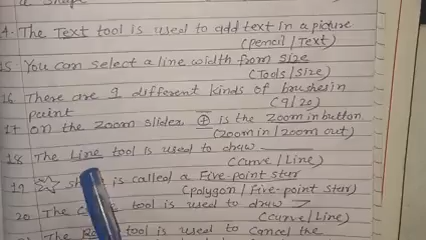 4. The Text tool is used to add text in a picture
(pencil/Text)
15. You can select a line width from size
(Tools/size)
16 There are 9 different kinds of brushes in
paint
(9/20)
17 on the zoom slider ⊕ is the zoom in button
(zoom in/zoom out)
18 The Line tool is used to draw
(curve/Line)
19 is called a Five-point star
(polygon/Five-point star)
20 The tool is used to draw
(curve/Line)
The tool is used to cancel the